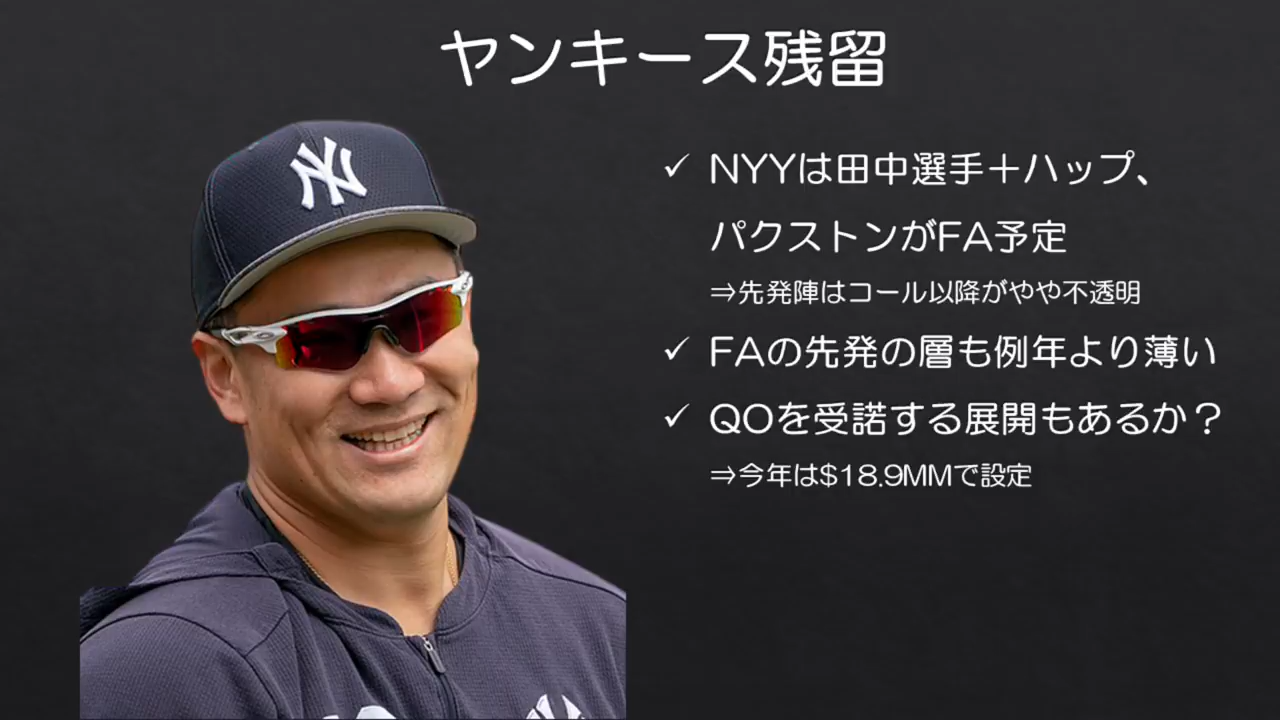 ヤンキース残留
NY
✓ NYYは田中選手＋ハップ、
パクストンがFA予定
⇒先発陣はコール以降がやや不透明
✓ FAの先発の層も例年より薄い
✓ QOを受諾する展開もあるか？
⇒今年は$18.9MMで設定